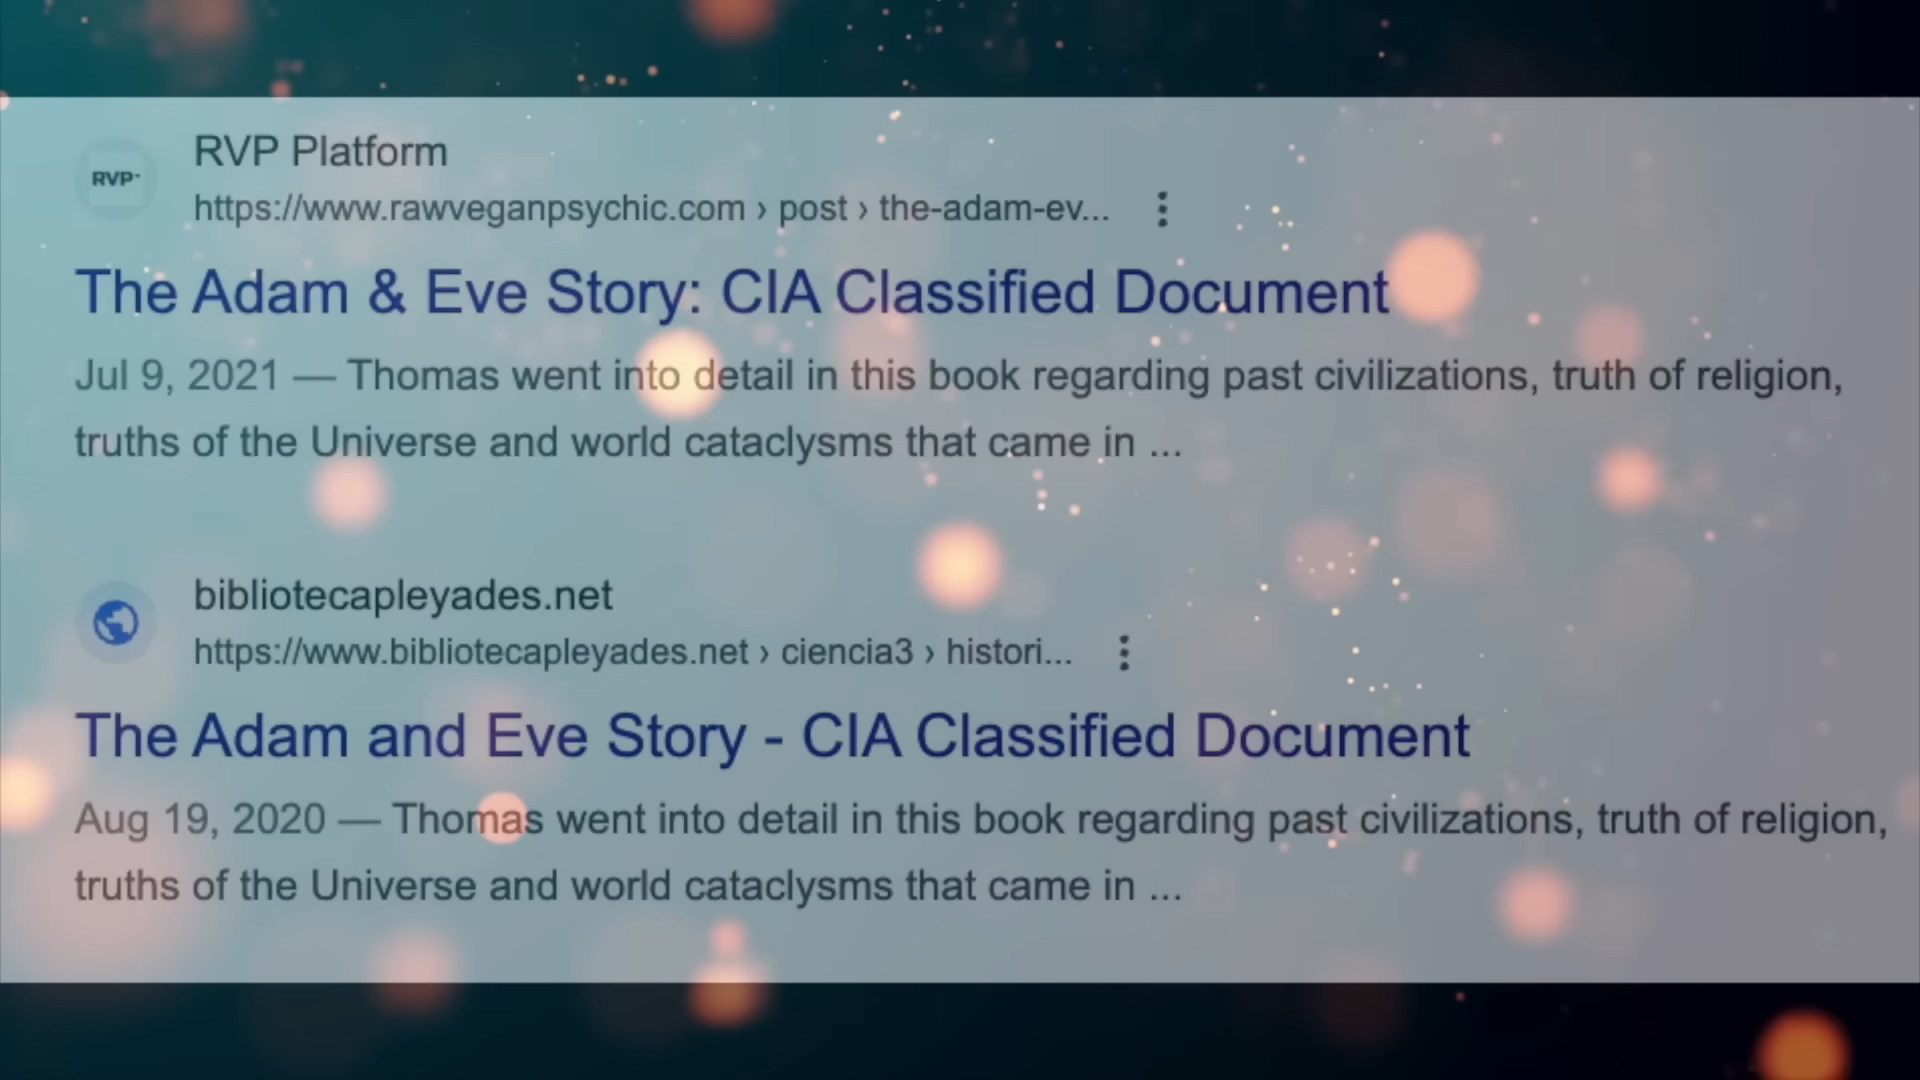 RVP Platform
RVP
https://www.rawveganpsychic.com › post › the-adam-ev...
The Adam & Eve Story: CIA Classified Document
Jul 9, 2021 — Thomas went into detail in this book regarding past civilizations, truth of religion,
truths of the Universe and world cataclysms that came in ...
bibliotecapleyades.net
https://www.bibliotecapleyades.net › ciencia3 › histori...
The Adam and Eve Story - CIA Classified Document
Aug 19, 2020 — Thomas went into detail in this book regarding past civilizations, truth of religion,
truths of the Universe and world cataclysms that came in ...